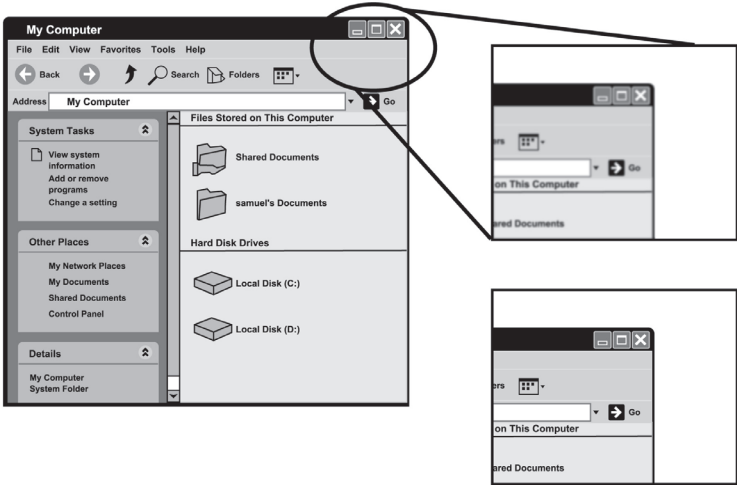 My Computer
File Edit View Favorites Tools Help
Back Search Folders
Address My Computer Go
System Tasks
View system
information
Add or remove
programs
Change a setting
Other Places
My Network Places
My Documents
Shared Documents
Control Panel
Details
My Computer
System Folder
Files Stored on This Computer
Shared Documents
samuel's Documents
Hard Disk Drives
Local Disk (C:)
Local Disk (D:)
ers
Go
on This Computer
ared Documents
ers
Go
on This Computer
ared Documents